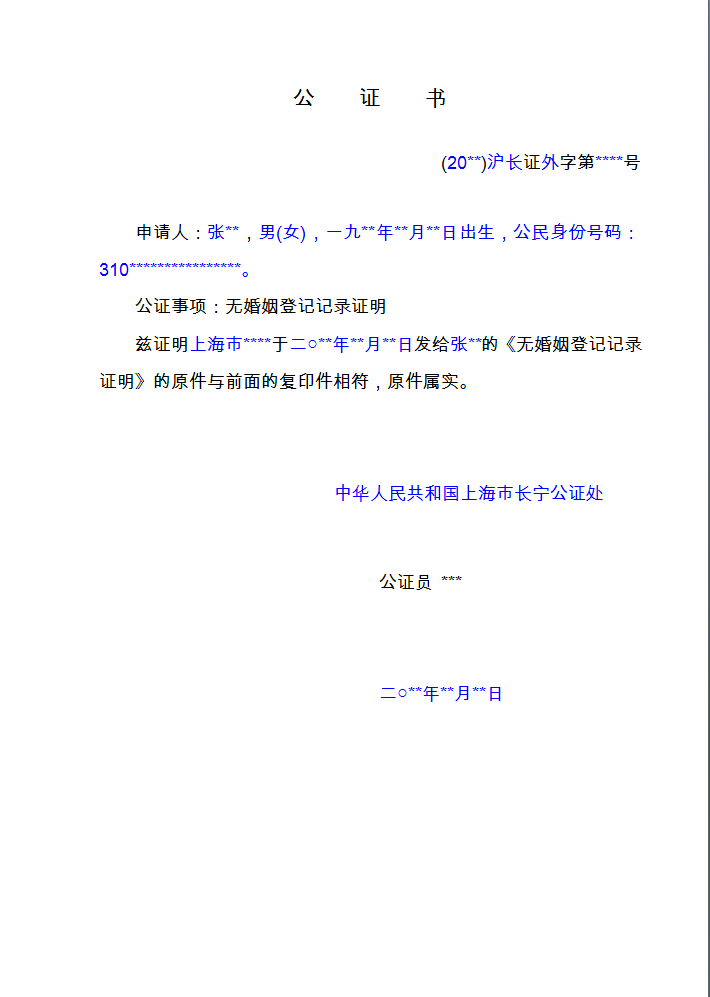 公 证 书
(20**)沪长证外字第****号
申请人：张**，男(女)，一九**年**月**日出生，公民身份号码：
310****************。
公证事项：无婚姻登记记录证明
兹证明上海市****于二○**年**月**日发给张**的《无婚姻登记记录
证明》的原件与前面的复印件相符，原件属实。
中华人民共和国上海市长宁公证处
公证员 ***
二○**年**月**日